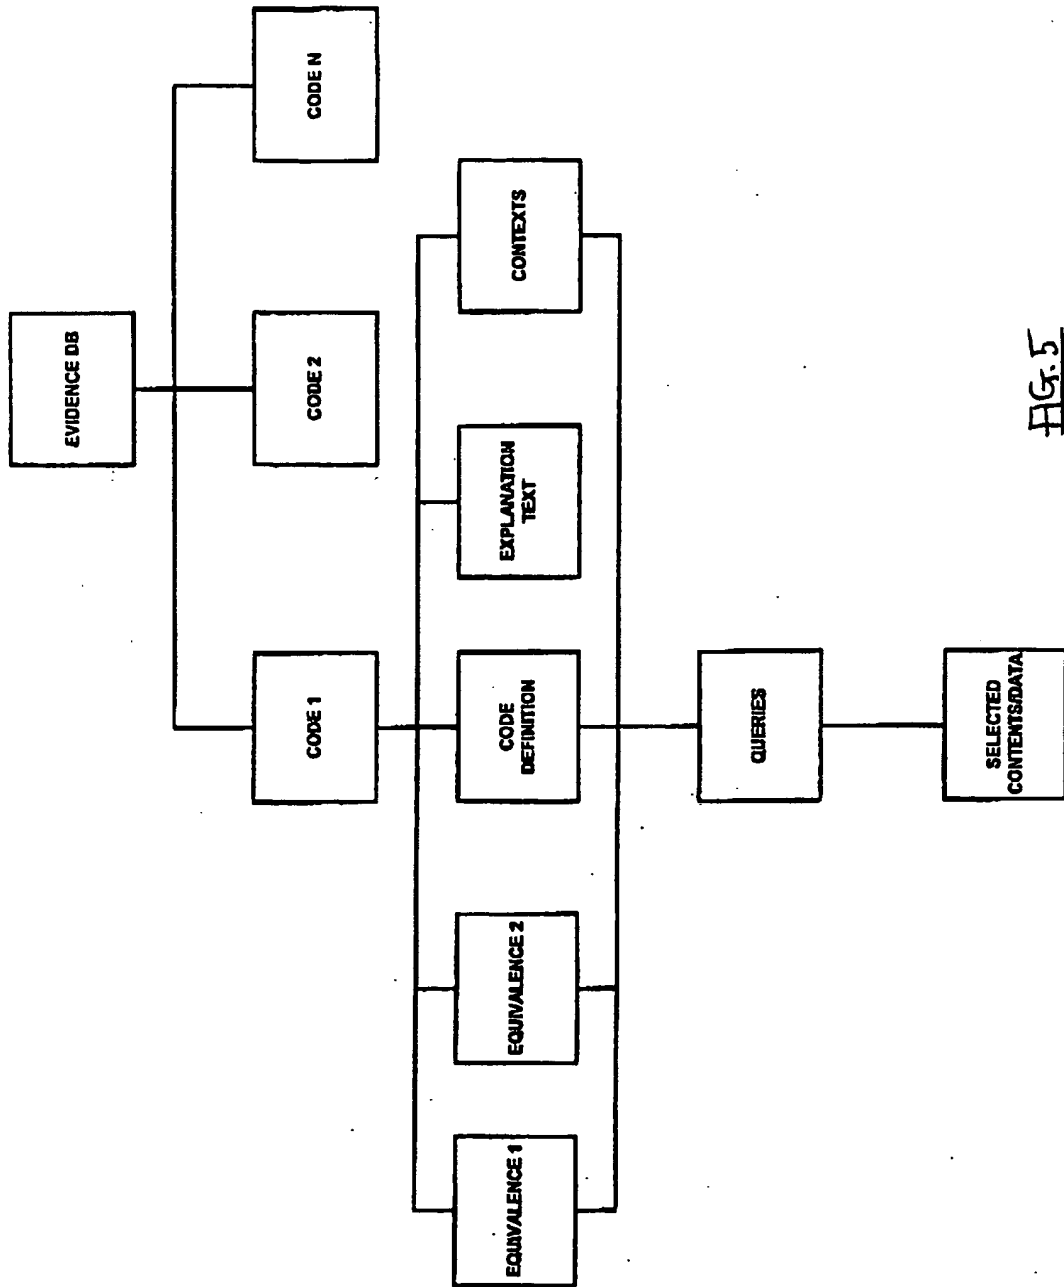 EVIDENCE DB
CODE 1
CODE 2
CODE N
EQUIVALENCE 1
EQUIVALENCE 2
CODE
DEFINITION
EXPLANATION
TEXT
CONTEXTS
QUERIES
SELECTED
CONTENTS/DATA
FIG. 5